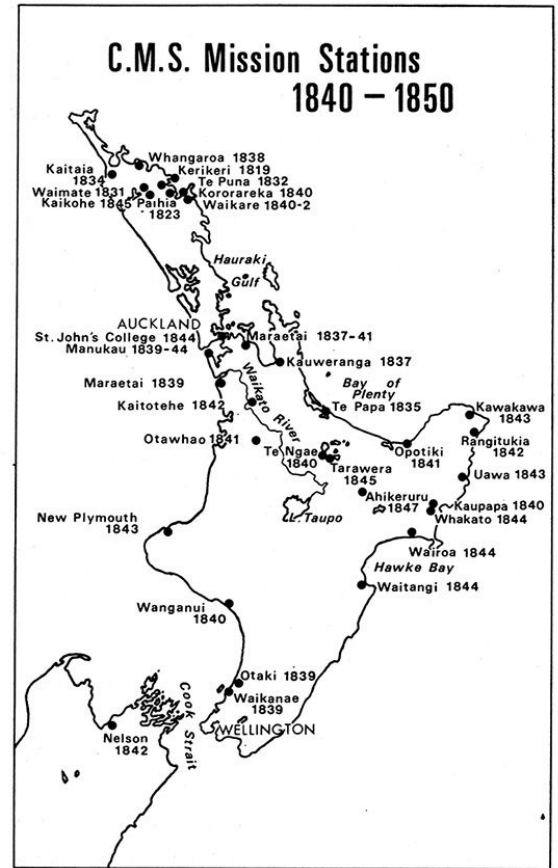 C.M.S. Mission Stations
1840 – 1850
Whangaroa 1838
Kaitaia
1834
Kerikeri 1819
Te Puna 1832
Waimate 1831
Kororareka 1840
Kaikohe 1845
Paihia
1823
Waikare 1840-2
Hauraki
Gulf
AUCKLAND
St. John's College 1844
Maraetai 1837-41
Manukau 1839-44
Kauweranga 1837
Maraetai 1839
Waikato River
Bay of
Plenty
Kaitotehe 1842
Te Papa 1835
Kawakawa
1843
Rangitukia
1842
Otawhao 1841
Te Ngae
1840
Opotiki
1841
Tarawera
1845
Uawa 1843
Ahikeruru
1847
Kaupapa 1840
Whakato 1844
L. Taupo
New Plymouth
1843
Wairoa 1844
Hawke Bay
Waitangi 1844
Wanganui
1840
Otaki 1839
Waikanae
1839
Cook Strait
WELLINGTON
Nelson
1842